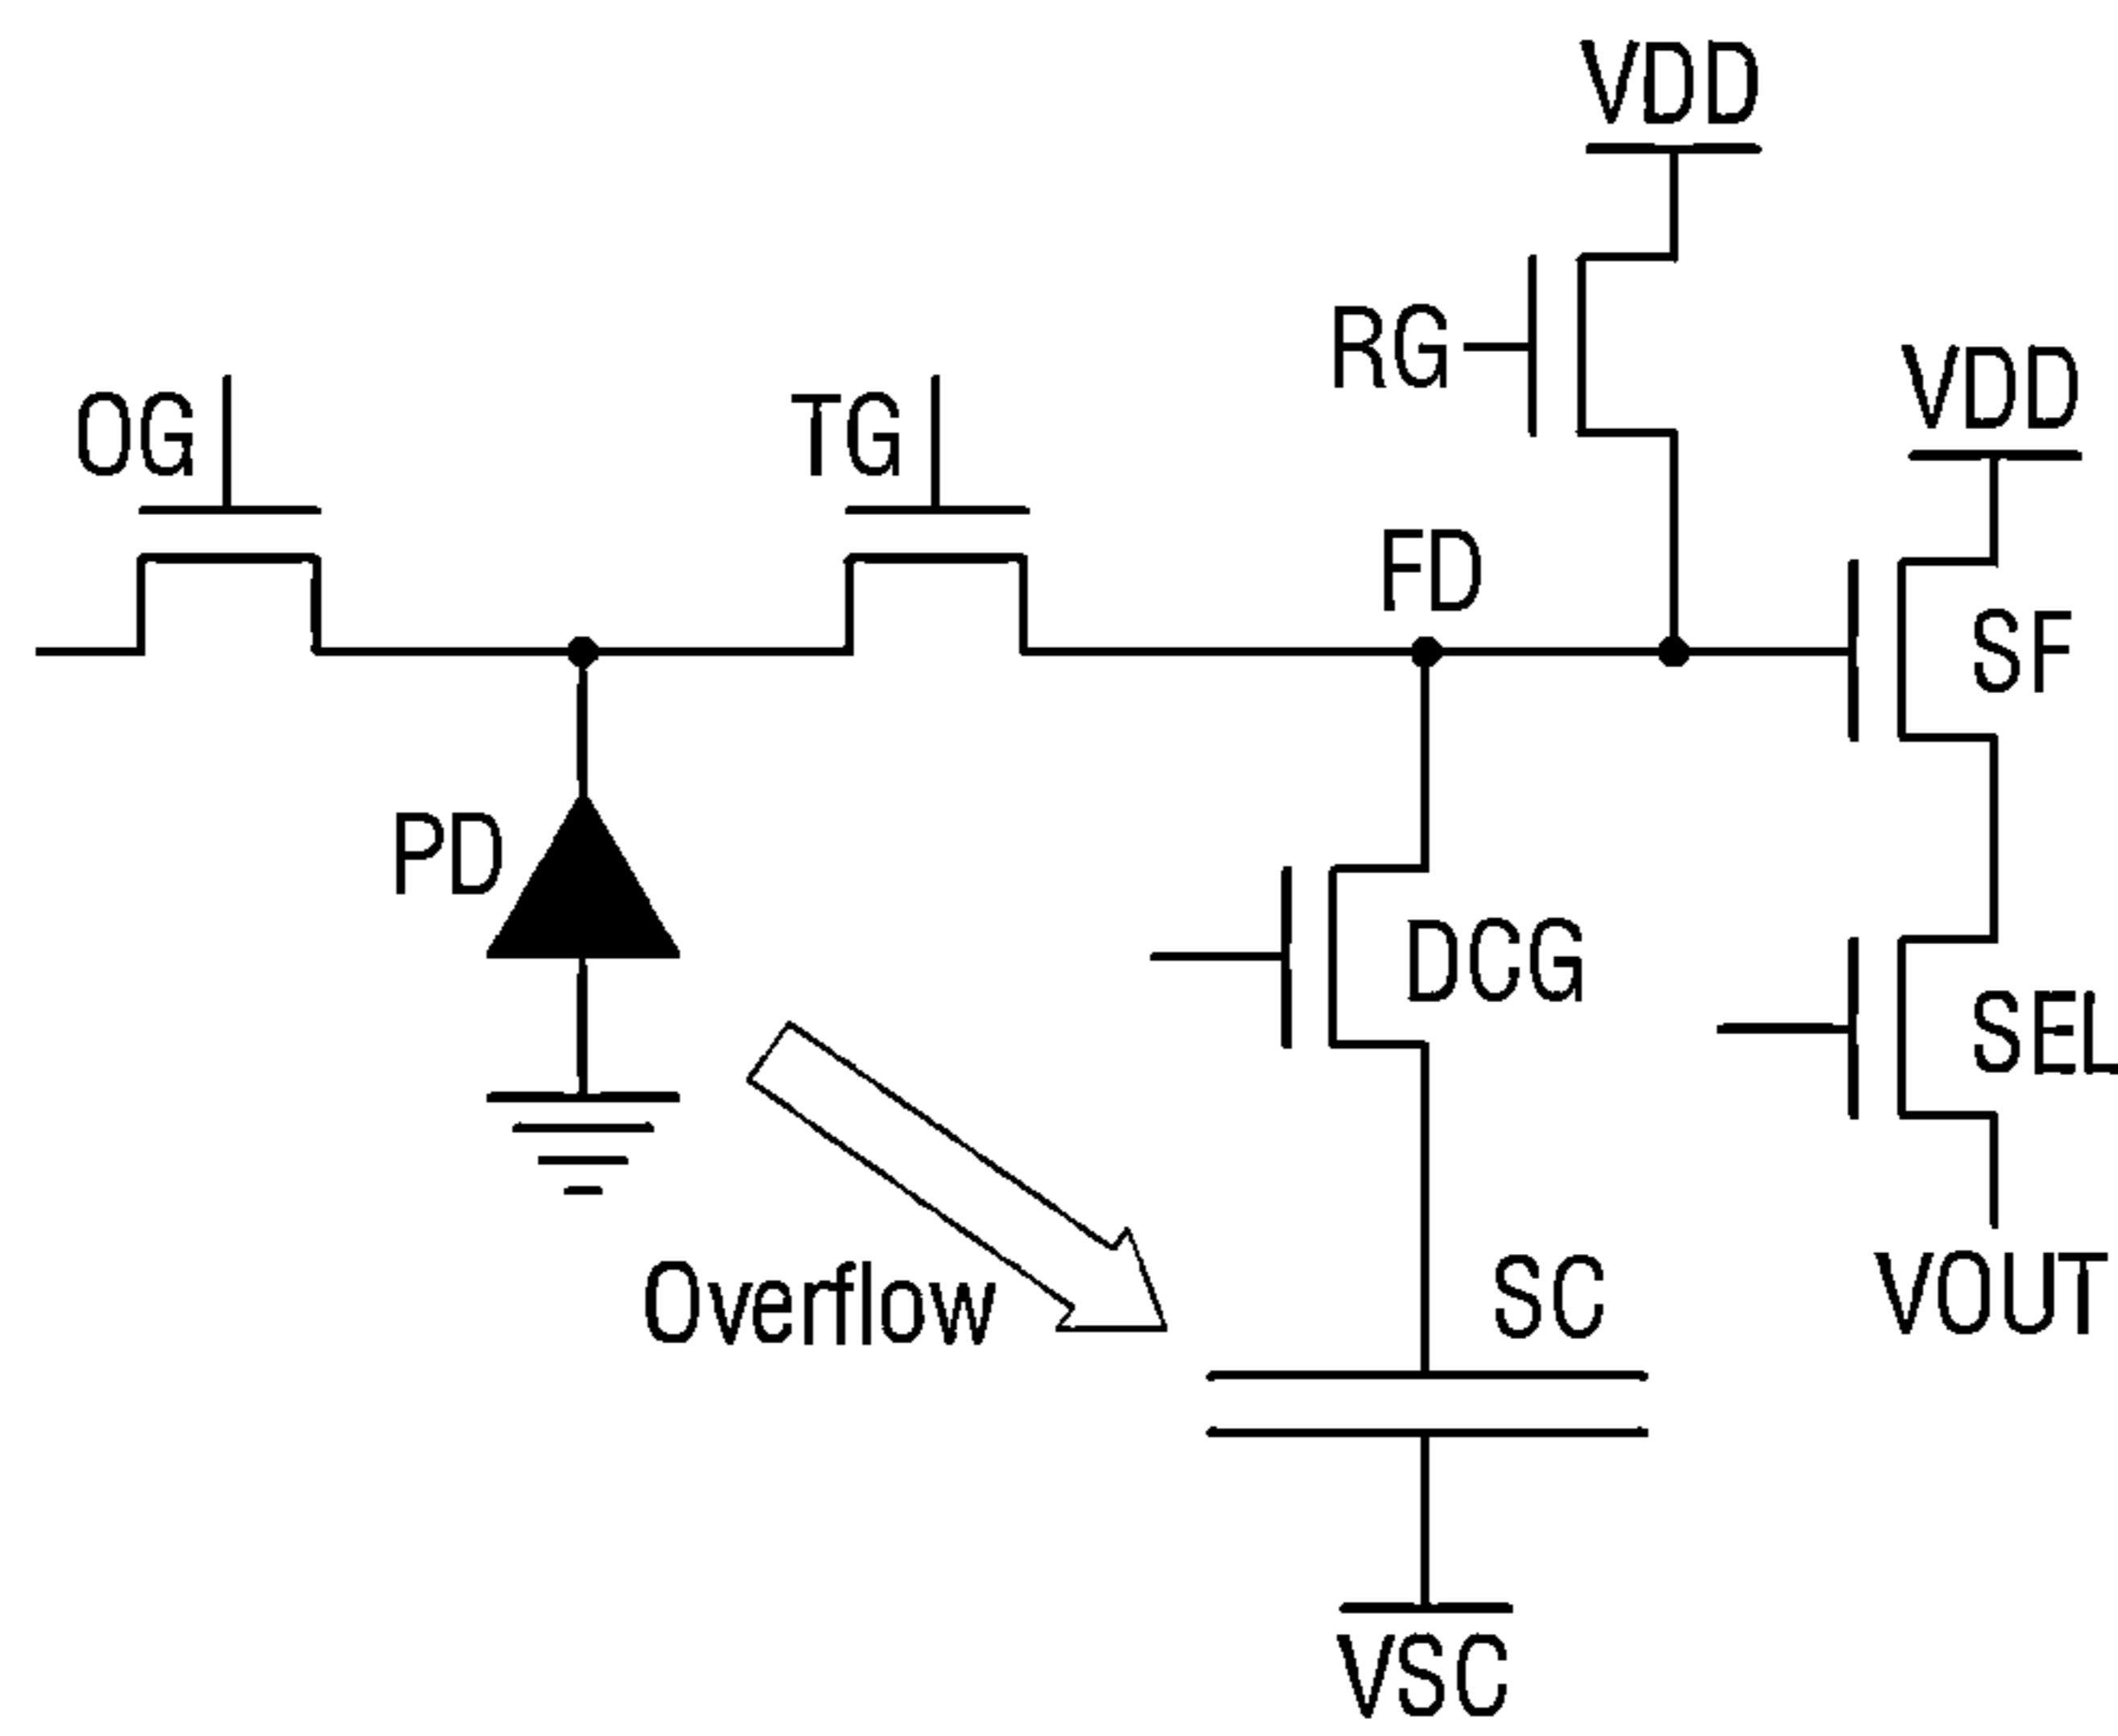 VDD
RG
VDD
OG
TG
FD
SF
PD
DCG
SEL
Overflow
SC
VOUT
VSC